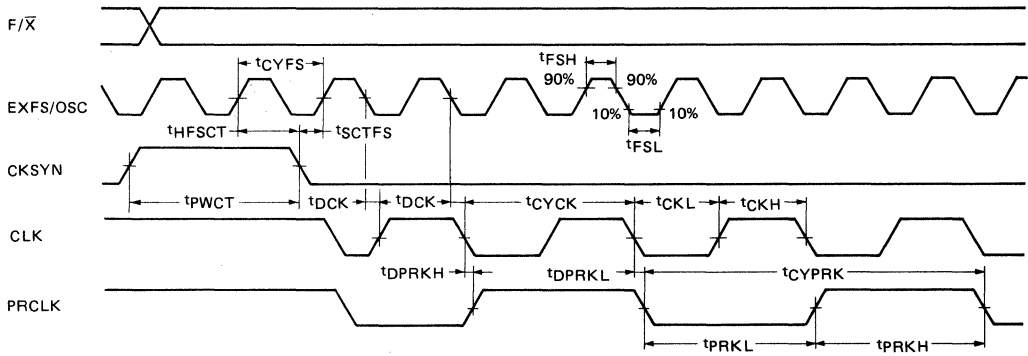 F/X̅
tFSH
tCYFS
90% 90%
EXFS/OSC
10% 10%
tHFSCT tSCTFS
tFSL
CKSYN
tPWCT tDCK tDCK tCYCK tCKL tCKH
CLK
tDPRKH tDPRKL tCYPRK
PRCLK
tPRKL tPRKH